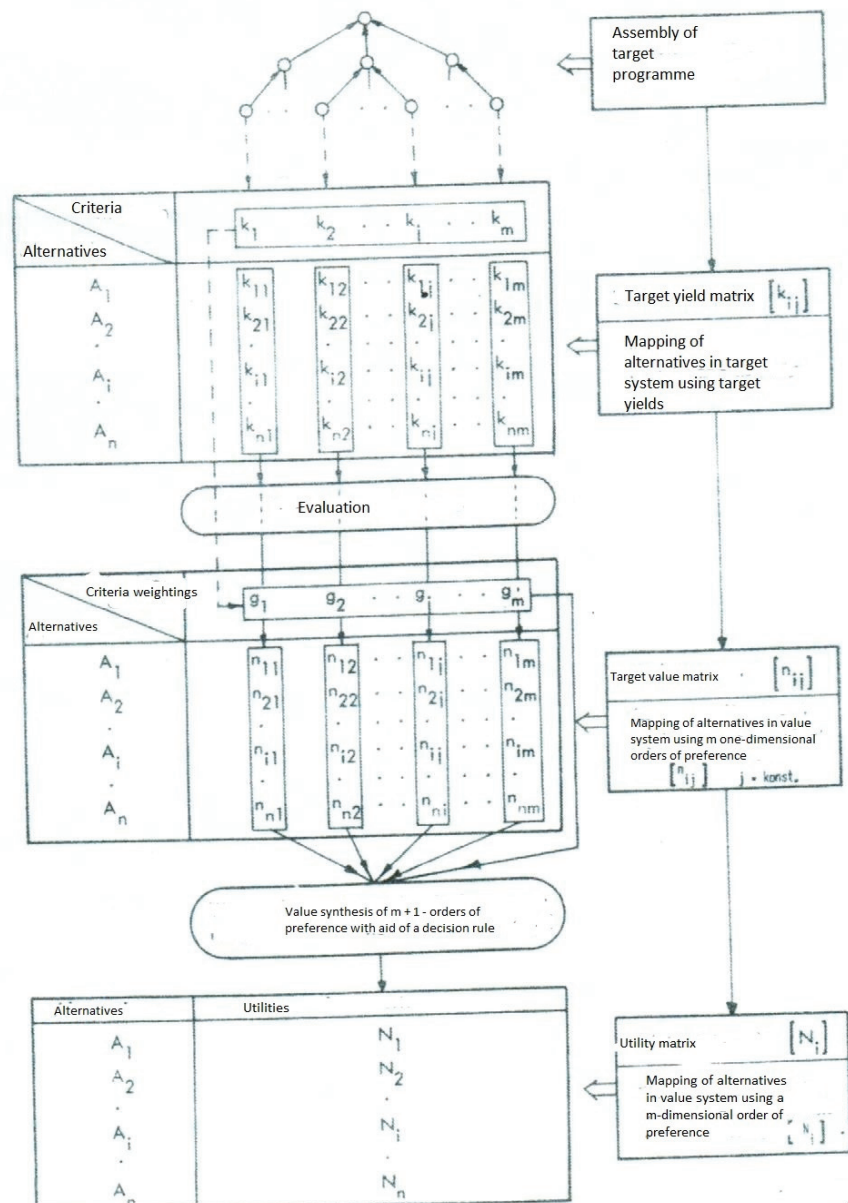 Assembly of
target
programme
Criteria
Alternatives
k₁ k₂ · · kⱼ · · kₘ
A₁ k₁₁ k₁₂ · · k₁ⱼ · · k₁ₘ
A₂ k₂₁ k₂₂ · · k₂ⱼ · · k₂ₘ
Aᵢ kᵢ₁ kᵢ₂ · · kᵢⱼ · · kᵢₘ
Aₙ kₙ₁ kₙ₂ · · kₙⱼ · · kₙₘ
Target yield matrix [kᵢⱼ]
Mapping of
alternatives in target
system using target
yields
Evaluation
Criteria weightings
Alternatives
g₁ g₂ · · gⱼ · · gₘ
A₁ n₁₁ n₁₂ · · n₁ⱼ · · n₁ₘ
A₂ n₂₁ n₂₂ · · n₂ⱼ · · n₂ₘ
Aᵢ nᵢ₁ nᵢ₂ · · nᵢⱼ · · nᵢₘ
Aₙ nₙ₁ nₙ₂ · · nₙⱼ · · nₙₘ
Target value matrix [nᵢⱼ]
Mapping of alternatives in value
system using m one-dimensional
orders of preference
[nᵢⱼ] j = konst.
Value synthesis of m + 1 - orders of
preference with aid of a decision rule
Alternatives Utilities
A₁ N₁
A₂ N₂
Aᵢ Nᵢ
Aₙ Nₙ
Utility matrix [Nᵢ]
Mapping of alternatives
in value system using a
m-dimensional order of
preference [Nᵢ] .